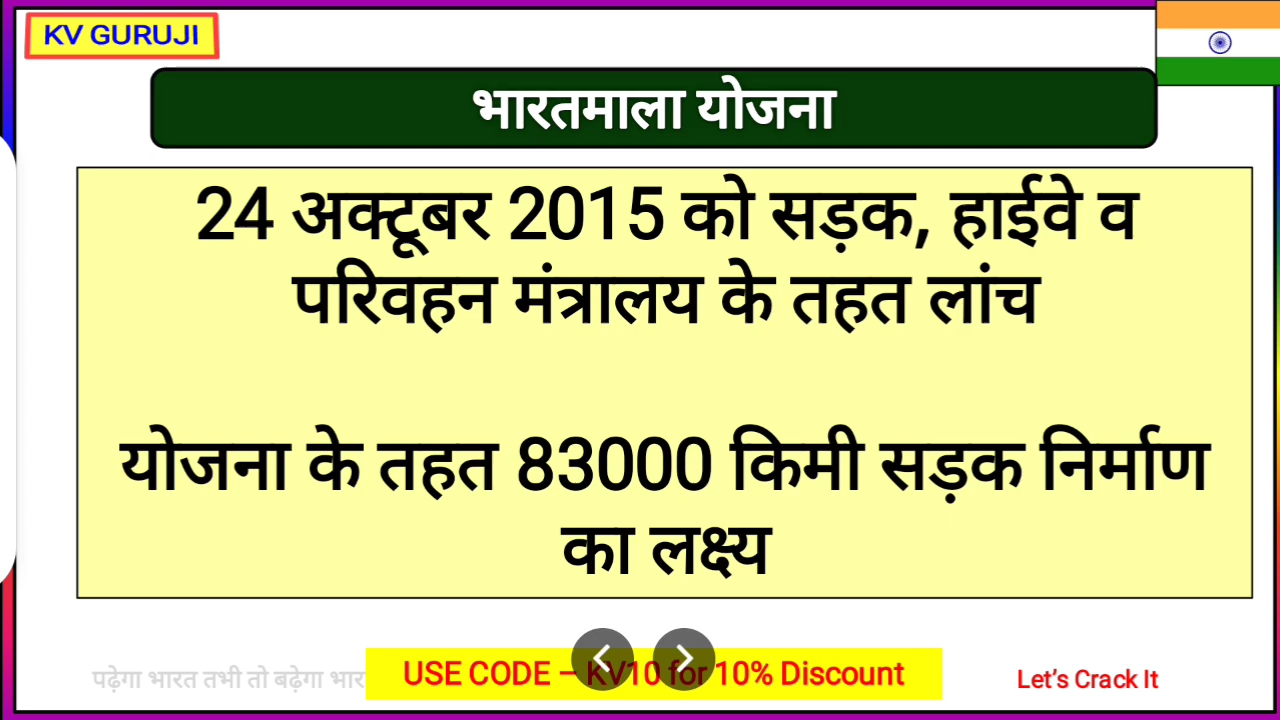 KV GURUJI
भारतमाला योजना
24 अक्टूबर 2015 को सड़क, हाईवे व
परिवहन मंत्रालय के तहत लांच
योजना के तहत 83000 किमी सड़क निर्माण
का लक्ष्य
पढ़ेगा भारत तभी तो बढ़ेगा भार
USE CODE – KV10 for 10% Discount
Let’s Crack It